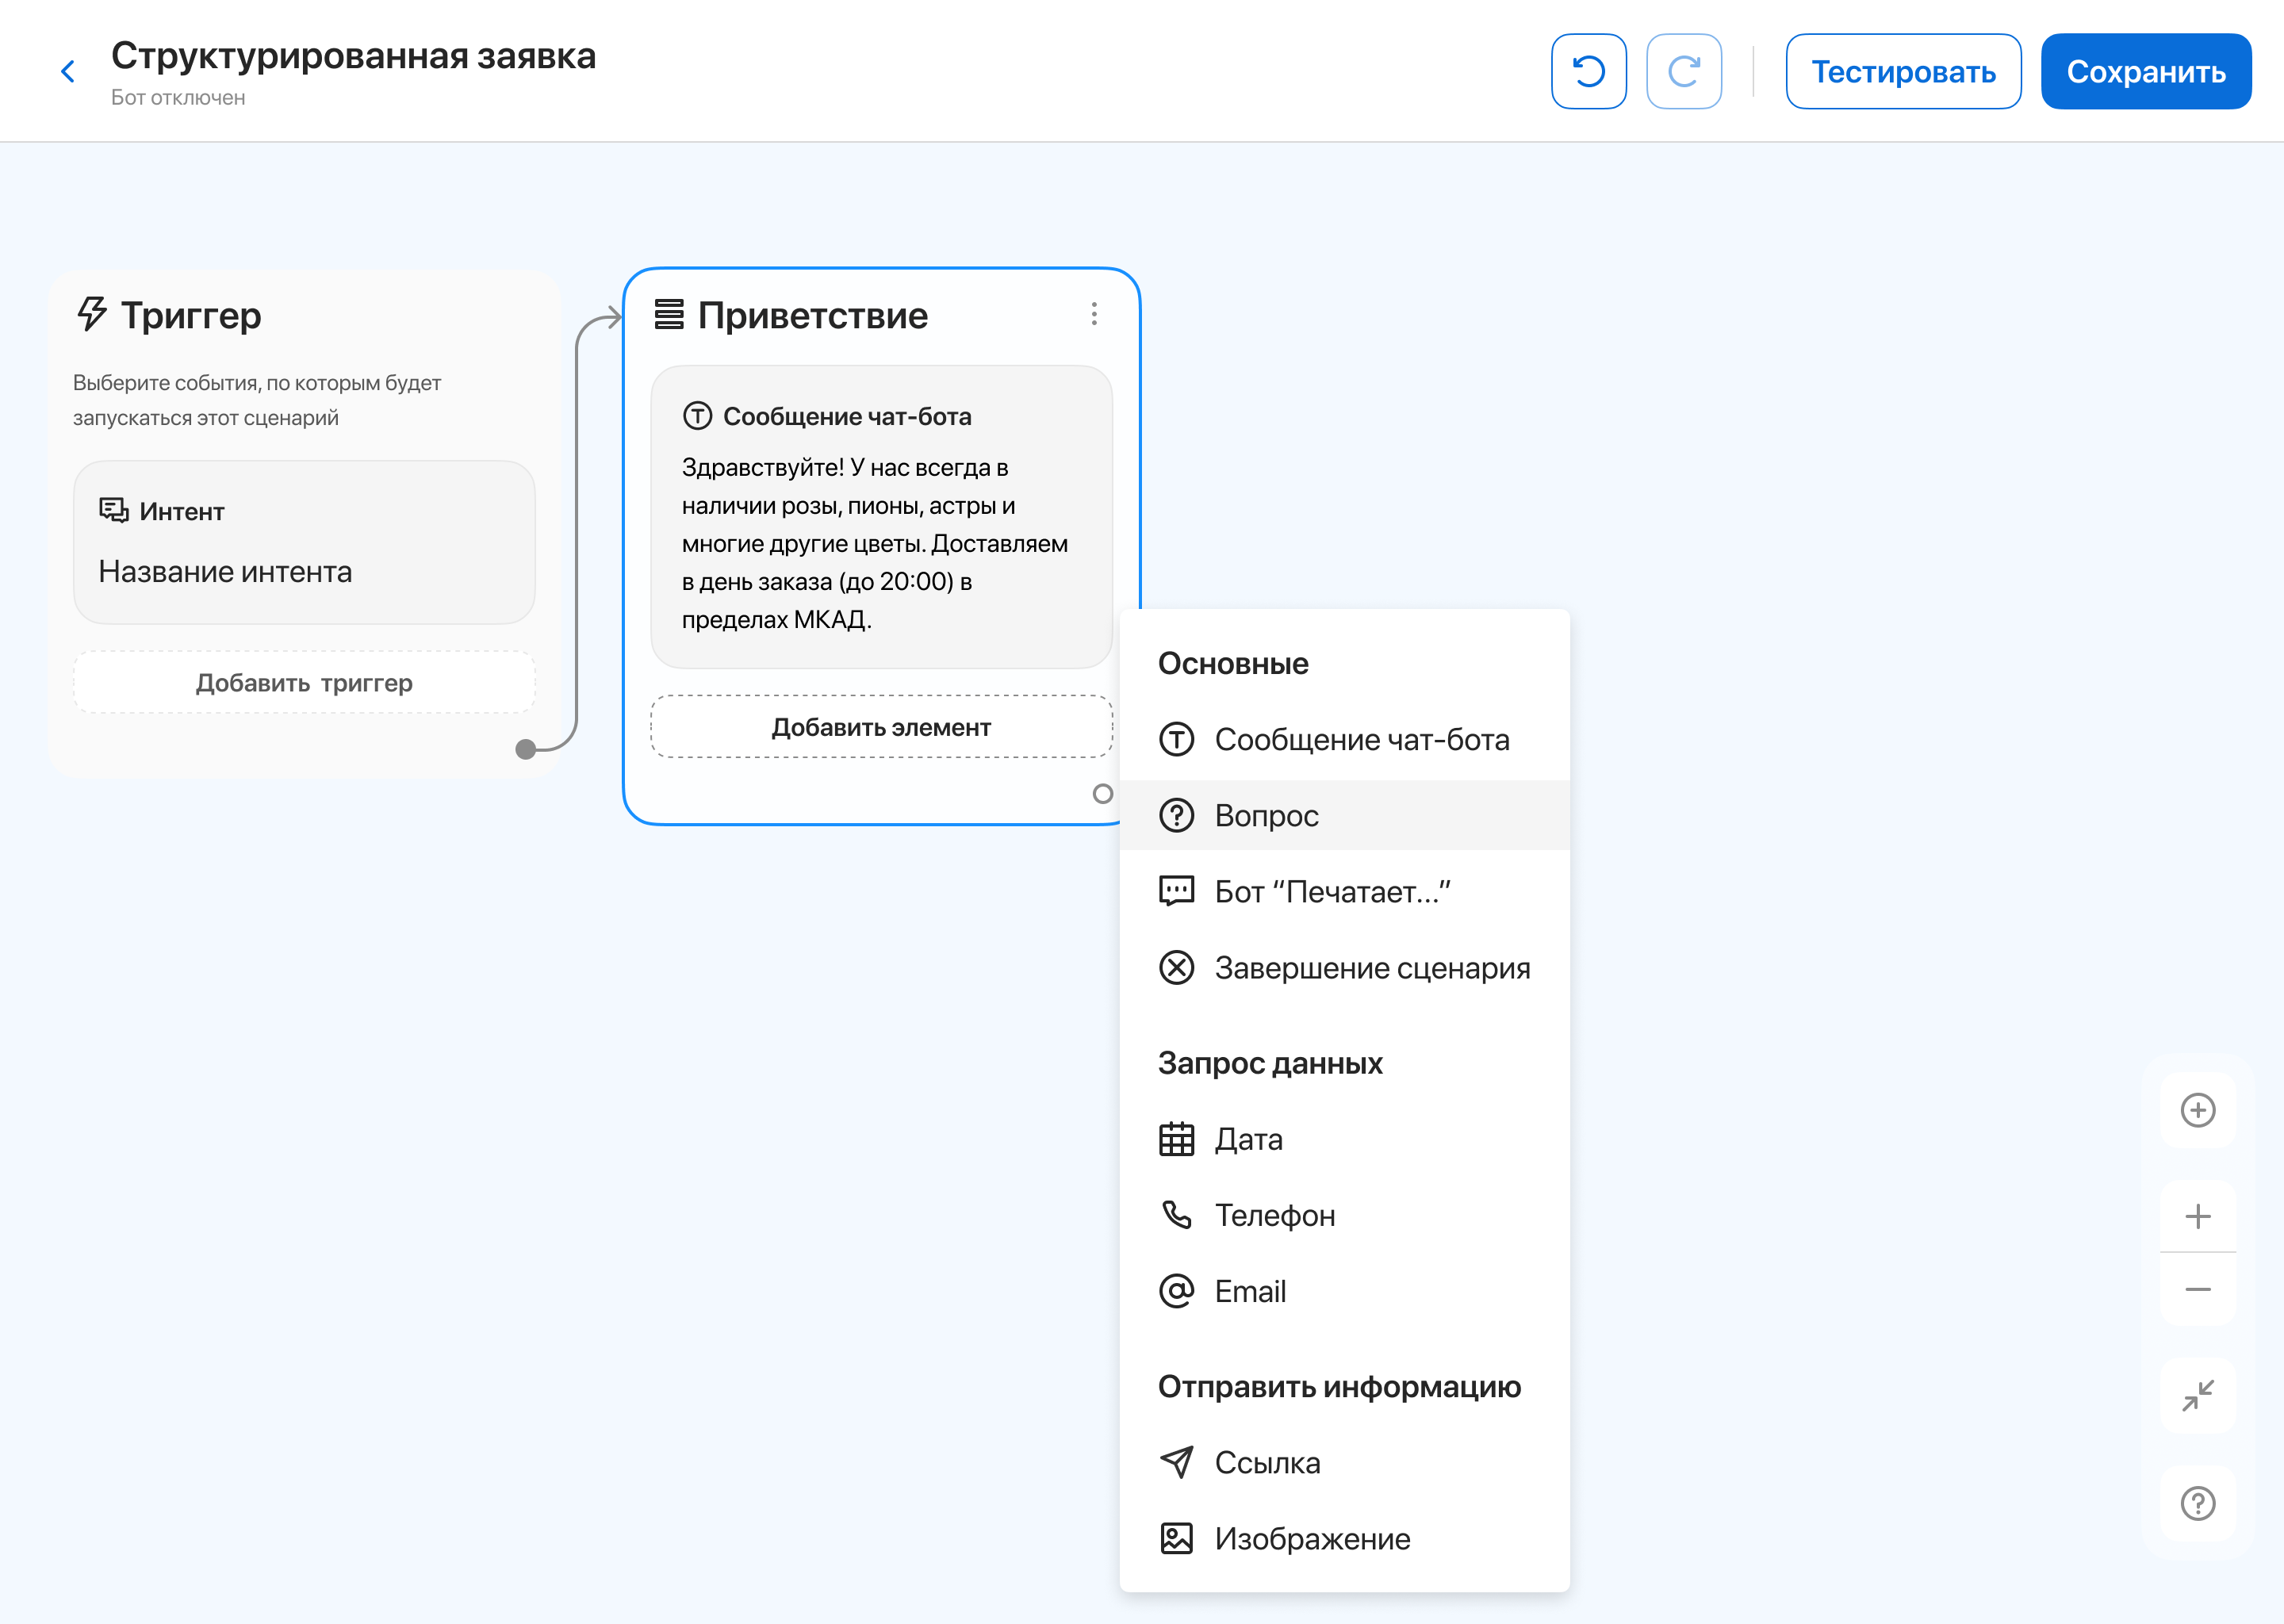 Структурированная заявка
Бот отключен
Тестировать
Сохранить
Триггер
Выберите события, по которым будет
запускаться этот сценарий
Интент
Название интента
Добавить триггер
Приветствие
Сообщение чат-бота
Здравствуйте! У нас всегда в
наличии розы, пионы, астры и
многие другие цветы. Доставляем
в день заказа (до 20:00) в
пределах МКАД.
Добавить элемент
Основные
Сообщение чат-бота
Вопрос
Бот “Печатает...”
Завершение сценария
Запрос данных
Дата
Телефон
Email
Отправить информацию
Ссылка
Изображение